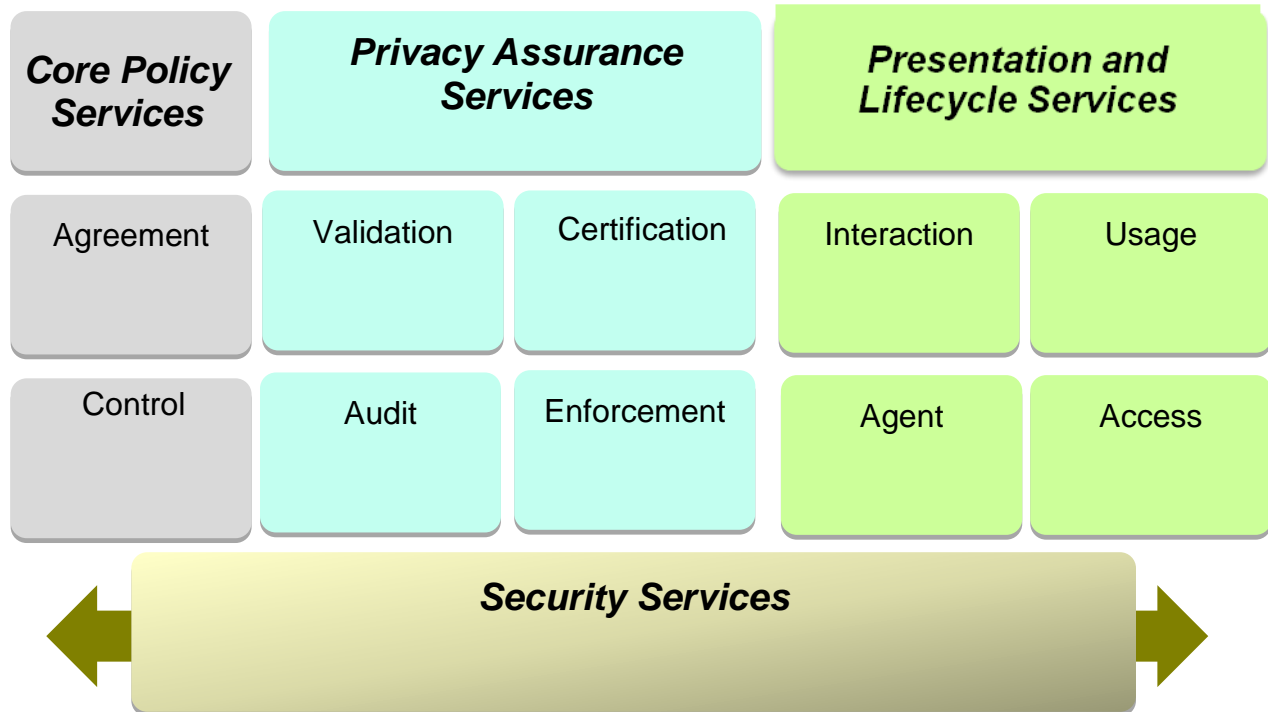 Core Policy
Services
Privacy Assurance
Services
Presentation and
Lifecycle Services
Agreement
Validation
Certification
Interaction
Usage
Control
Audit
Enforcement
Agent
Access
Security Services